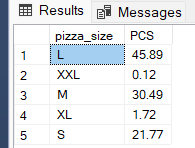 Results Messages
pizza_size PCS
1 L 45.89
2 XXL 0.12
3 M 30.49
4 XL 1.72
5 S 21.77